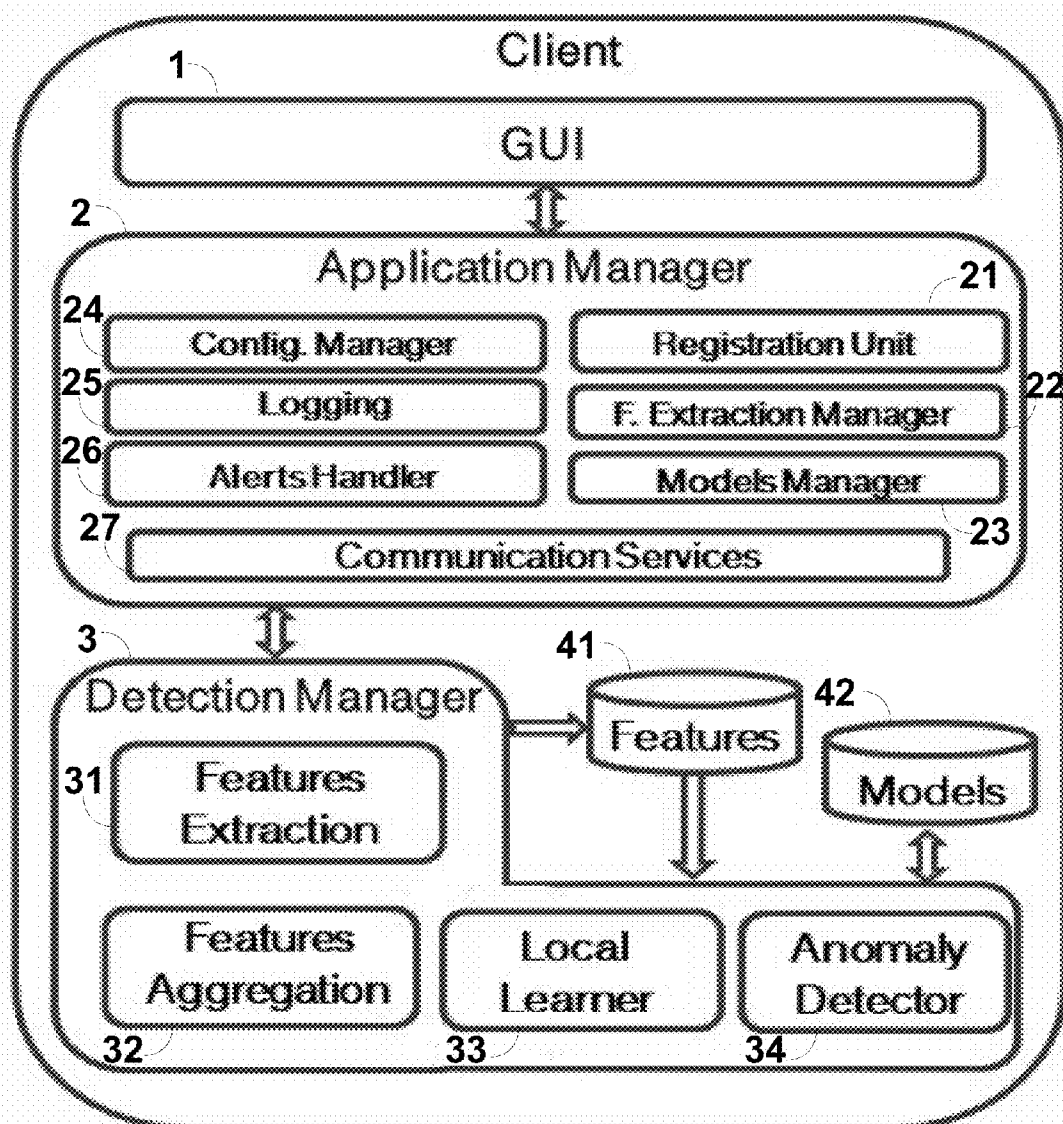 Client
1
GUI
2
Application Manager
21
24
Config. Manager
Registration Unit
25
Logging
22
F. Extraction Manager
26
Alerts Handler
Models Manager
23
27
Communication Services
3
Detection Manager
41
Features
42
Models
31
Features
Extraction
Features
Aggregation
32
Local
Learner
33
Anomaly
Detector
34